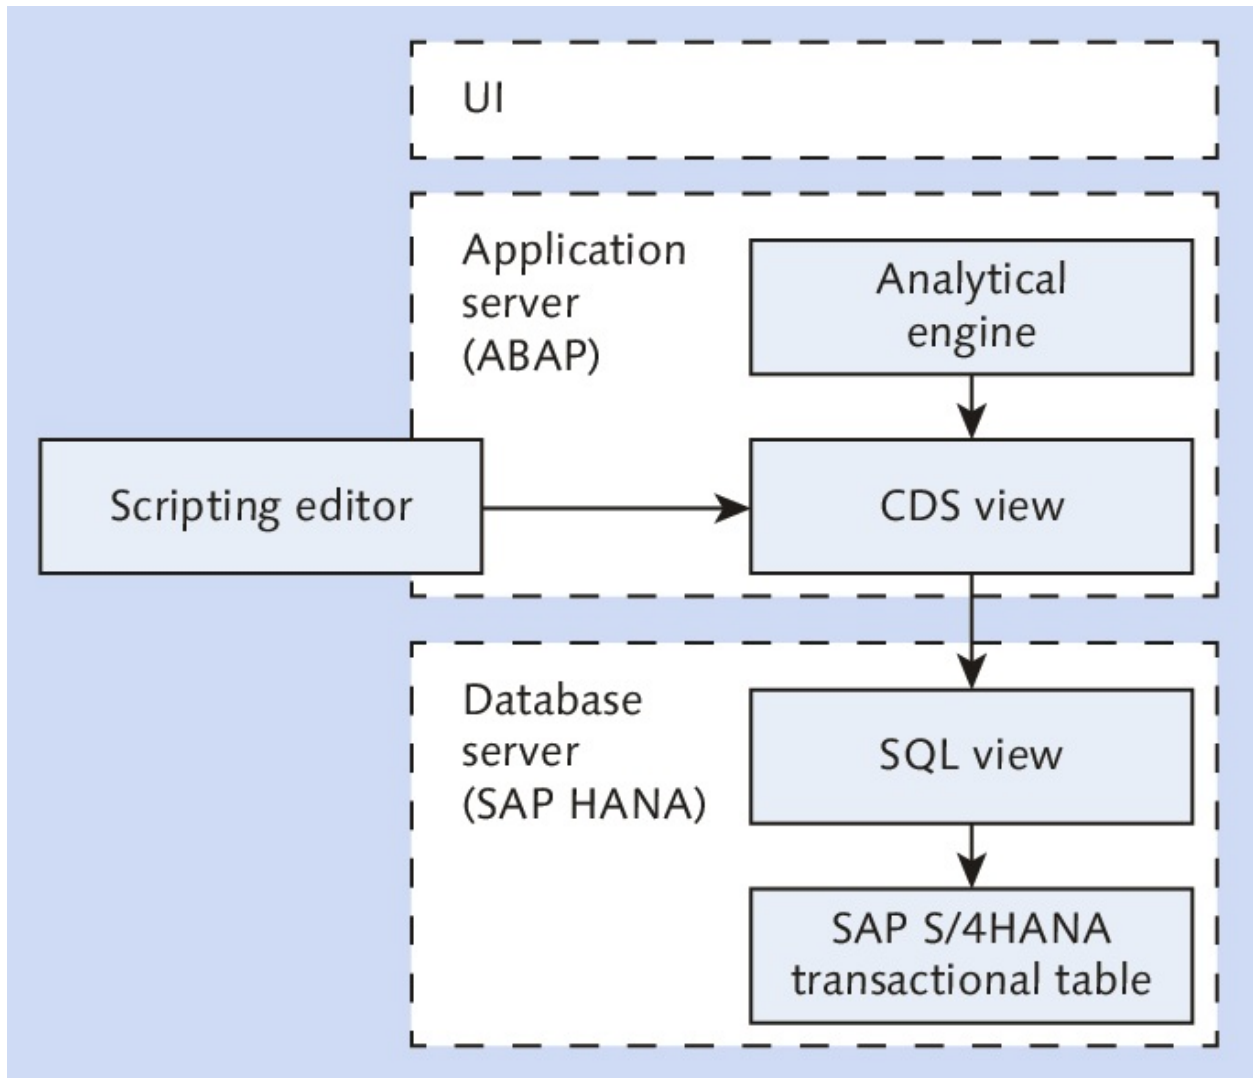 UI
Application
server
(ABAP)
Analytical
engine
Scripting editor
CDS view
Database
server
(SAP HANA)
SQL view
SAP S/4HANA
transactional table